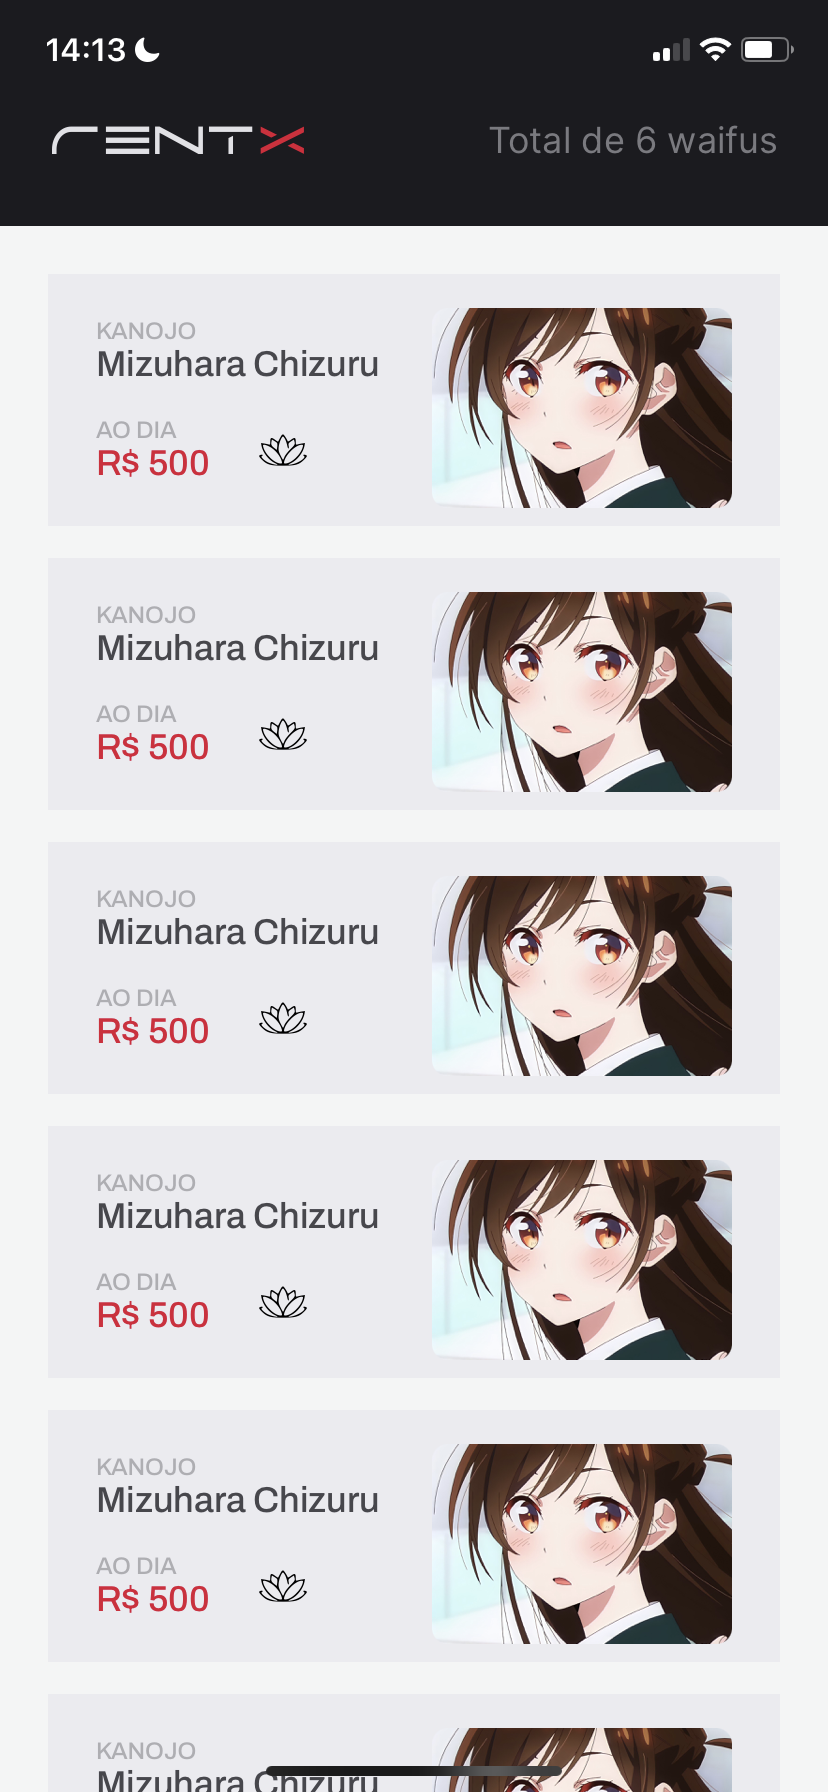 14:13
RENTX
Total de 6 waifus
KANOJO
Mizuhara Chizuru
AO DIA
R$ 500
KANOJO
Mizuhara Chizuru
AO DIA
R$ 500
KANOJO
Mizuhara Chizuru
AO DIA
R$ 500
KANOJO
Mizuhara Chizuru
AO DIA
R$ 500
KANOJO
Mizuhara Chizuru
AO DIA
R$ 500
KANOJO
Mizuhara Chizuru